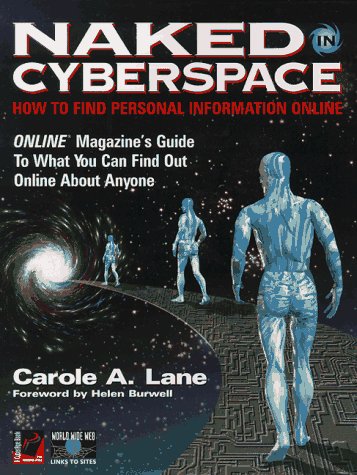 NAKED IN
CYBERSPACE
HOW TO FIND PERSONAL INFORMATION ONLINE
ONLINE Magazine's Guide
To What You Can Find Out
Online About Anyone
Carole A. Lane
Foreword by Helen Burwell
WORLD WIDE WEB
LINKS TO SITES